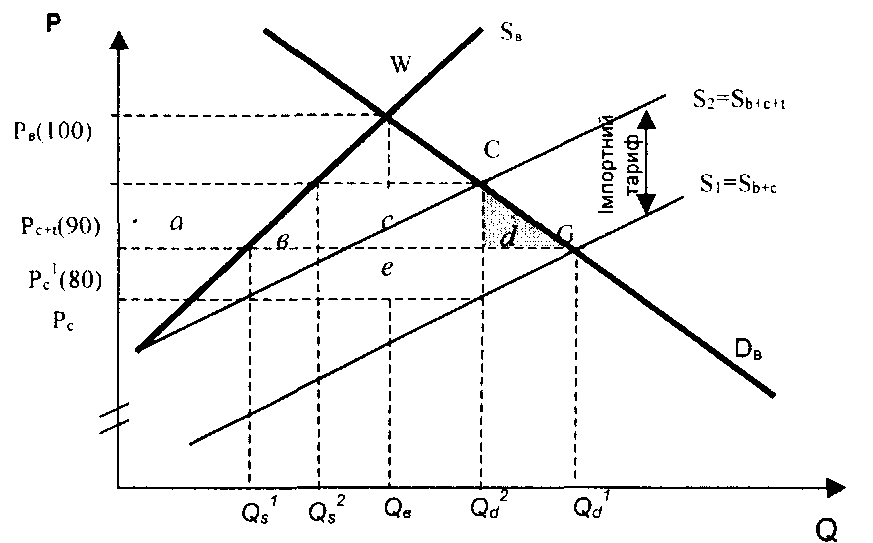 P
Sв
W
S₂=Sb+c+t
Pв(100)
Імпортний
тариф
C
S₁=Sb+c
Pc+t(90)
a
в
c
d
G
Pc¹(80)
e
Pc
Dв
Qs¹
Qs²
Qe
Qd²
Qd¹
Q